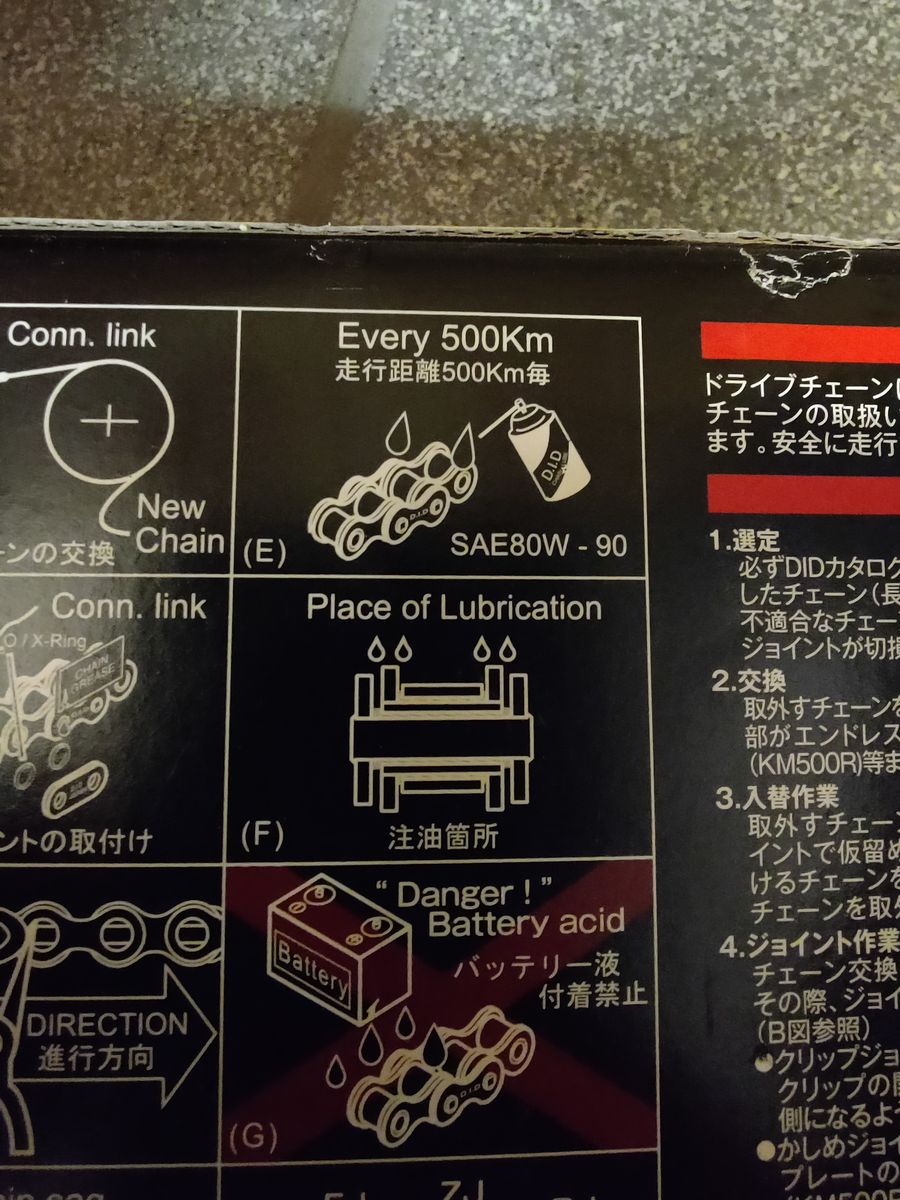 Conn. link
New
Chain
ーンの交換
Every 500Km
走行距離500Km毎
D.I.D
D.I.D
(E)
SAE80W - 90
Conn. link
O / X-Ring
CHAIN
GREASE
ントの取付け
Place of Lubrication
(F)
注油箇所
DIRECTION
進行方向
“ Danger ! ”
Battery acid
Battery
バッテリー液
付着禁止
D.I.D
(G)
ドライブチェーン
チェーンの取扱い
ます。安全に走行
1.選定
必ずDIDカタログ
したチェーン(長
不適合なチェー
ジョイントが切損
2.交換
取外すチェーンを
部がエンドレス
(KM500R)等ま
3.入替作業
取外すチェーン
イントで仮留め
けるチェーンを
チェーンを取外
4.ジョイント作業
チェーン交換
その際、ジョイ
(B図参照)
●クリップジョ
クリップの開
側になるよ
●かしめジョイ
プレートの